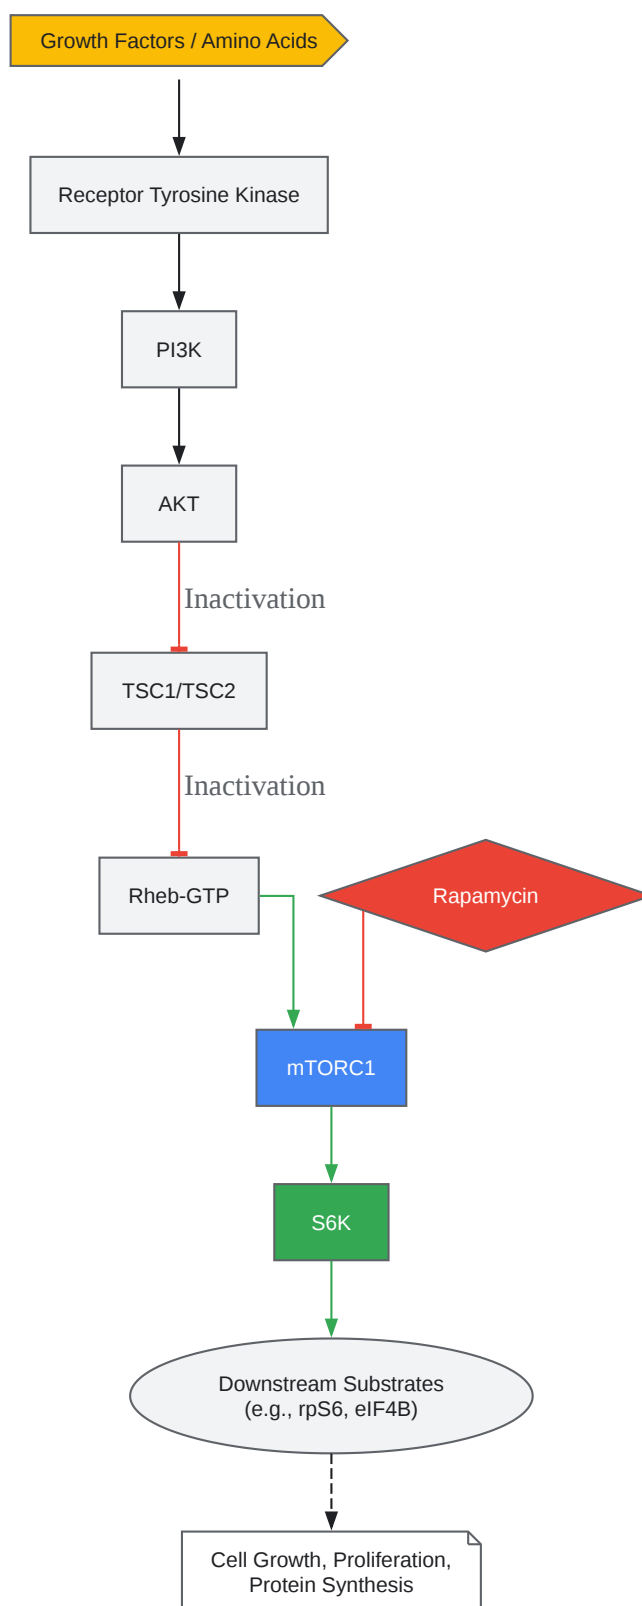 Growth Factors / Amino Acids
Receptor Tyrosine Kinase
PI3K
AKT
Inactivation
TSC1/TSC2
Inactivation
Rheb-GTP
Rapamycin
mTORC1
S6K
Downstream Substrates
(e.g., rpS6, eIF4B)
Cell Growth, Proliferation,
Protein Synthesis